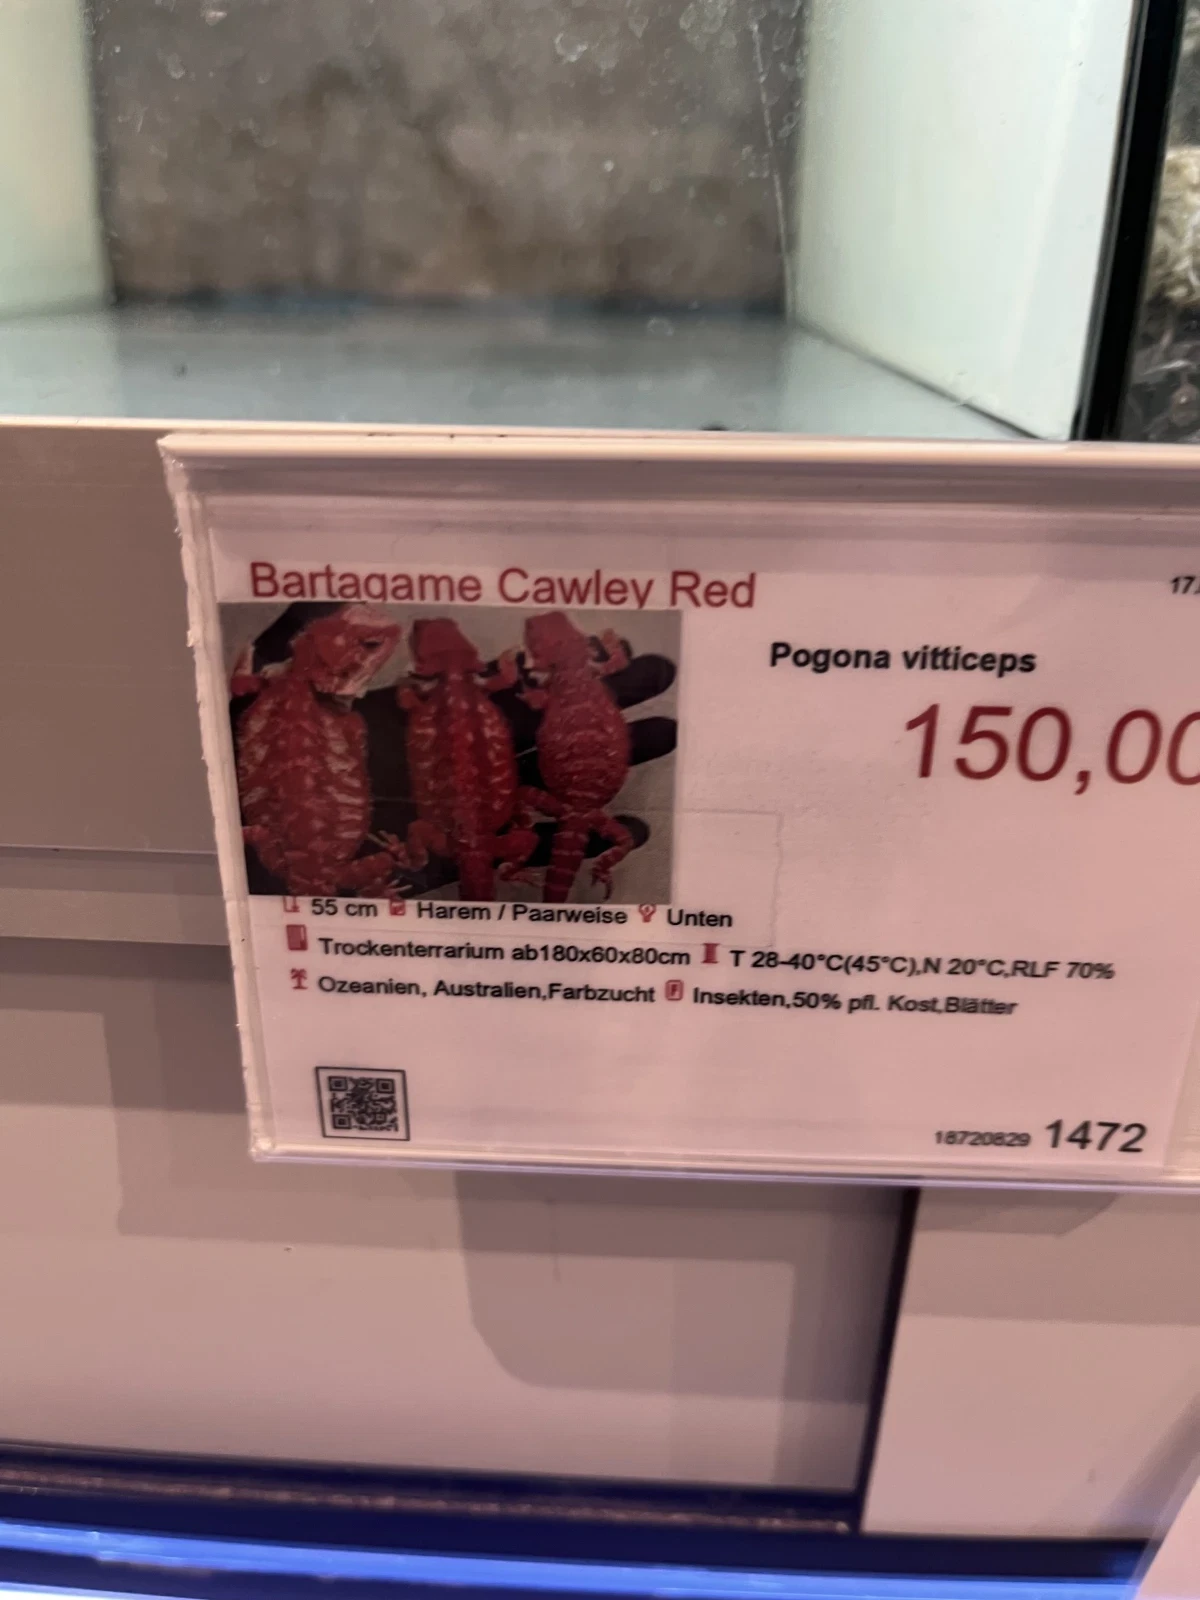 Bartagame Cawley Red
17.
Pogona vitticeps
150,00
55 cm Harem / Paarweise Unten
Trockenterrarium ab180x60x80cm T 28-40°C(45°C),N 20°C,RLF 70%
Ozeanien, Australien,Farbzucht Insekten,50% pfl. Kost,Blätter
18720829 1472